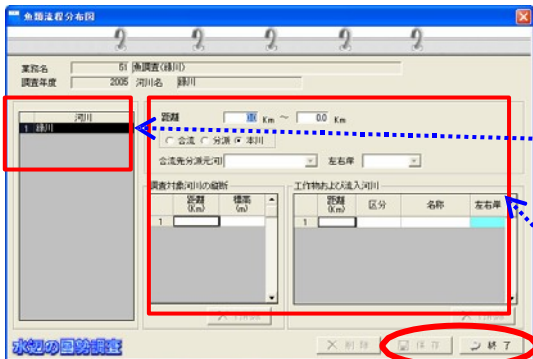 魚類流程分布図
業務名 51 魚調査(緑川)
調査年度 2005 河川名 緑川
河川
1 緑川
距離 0.0 Km ～ 0.0 Km
合流 分派 本川
合流先分派元河川 左右岸
調査対象河川の縦断
距離(Km) 標高(m)
1
工作物および流入河川
距離(Km) 区分 名称 左右岸
1
水辺の国勢調査
削除 保存 終了